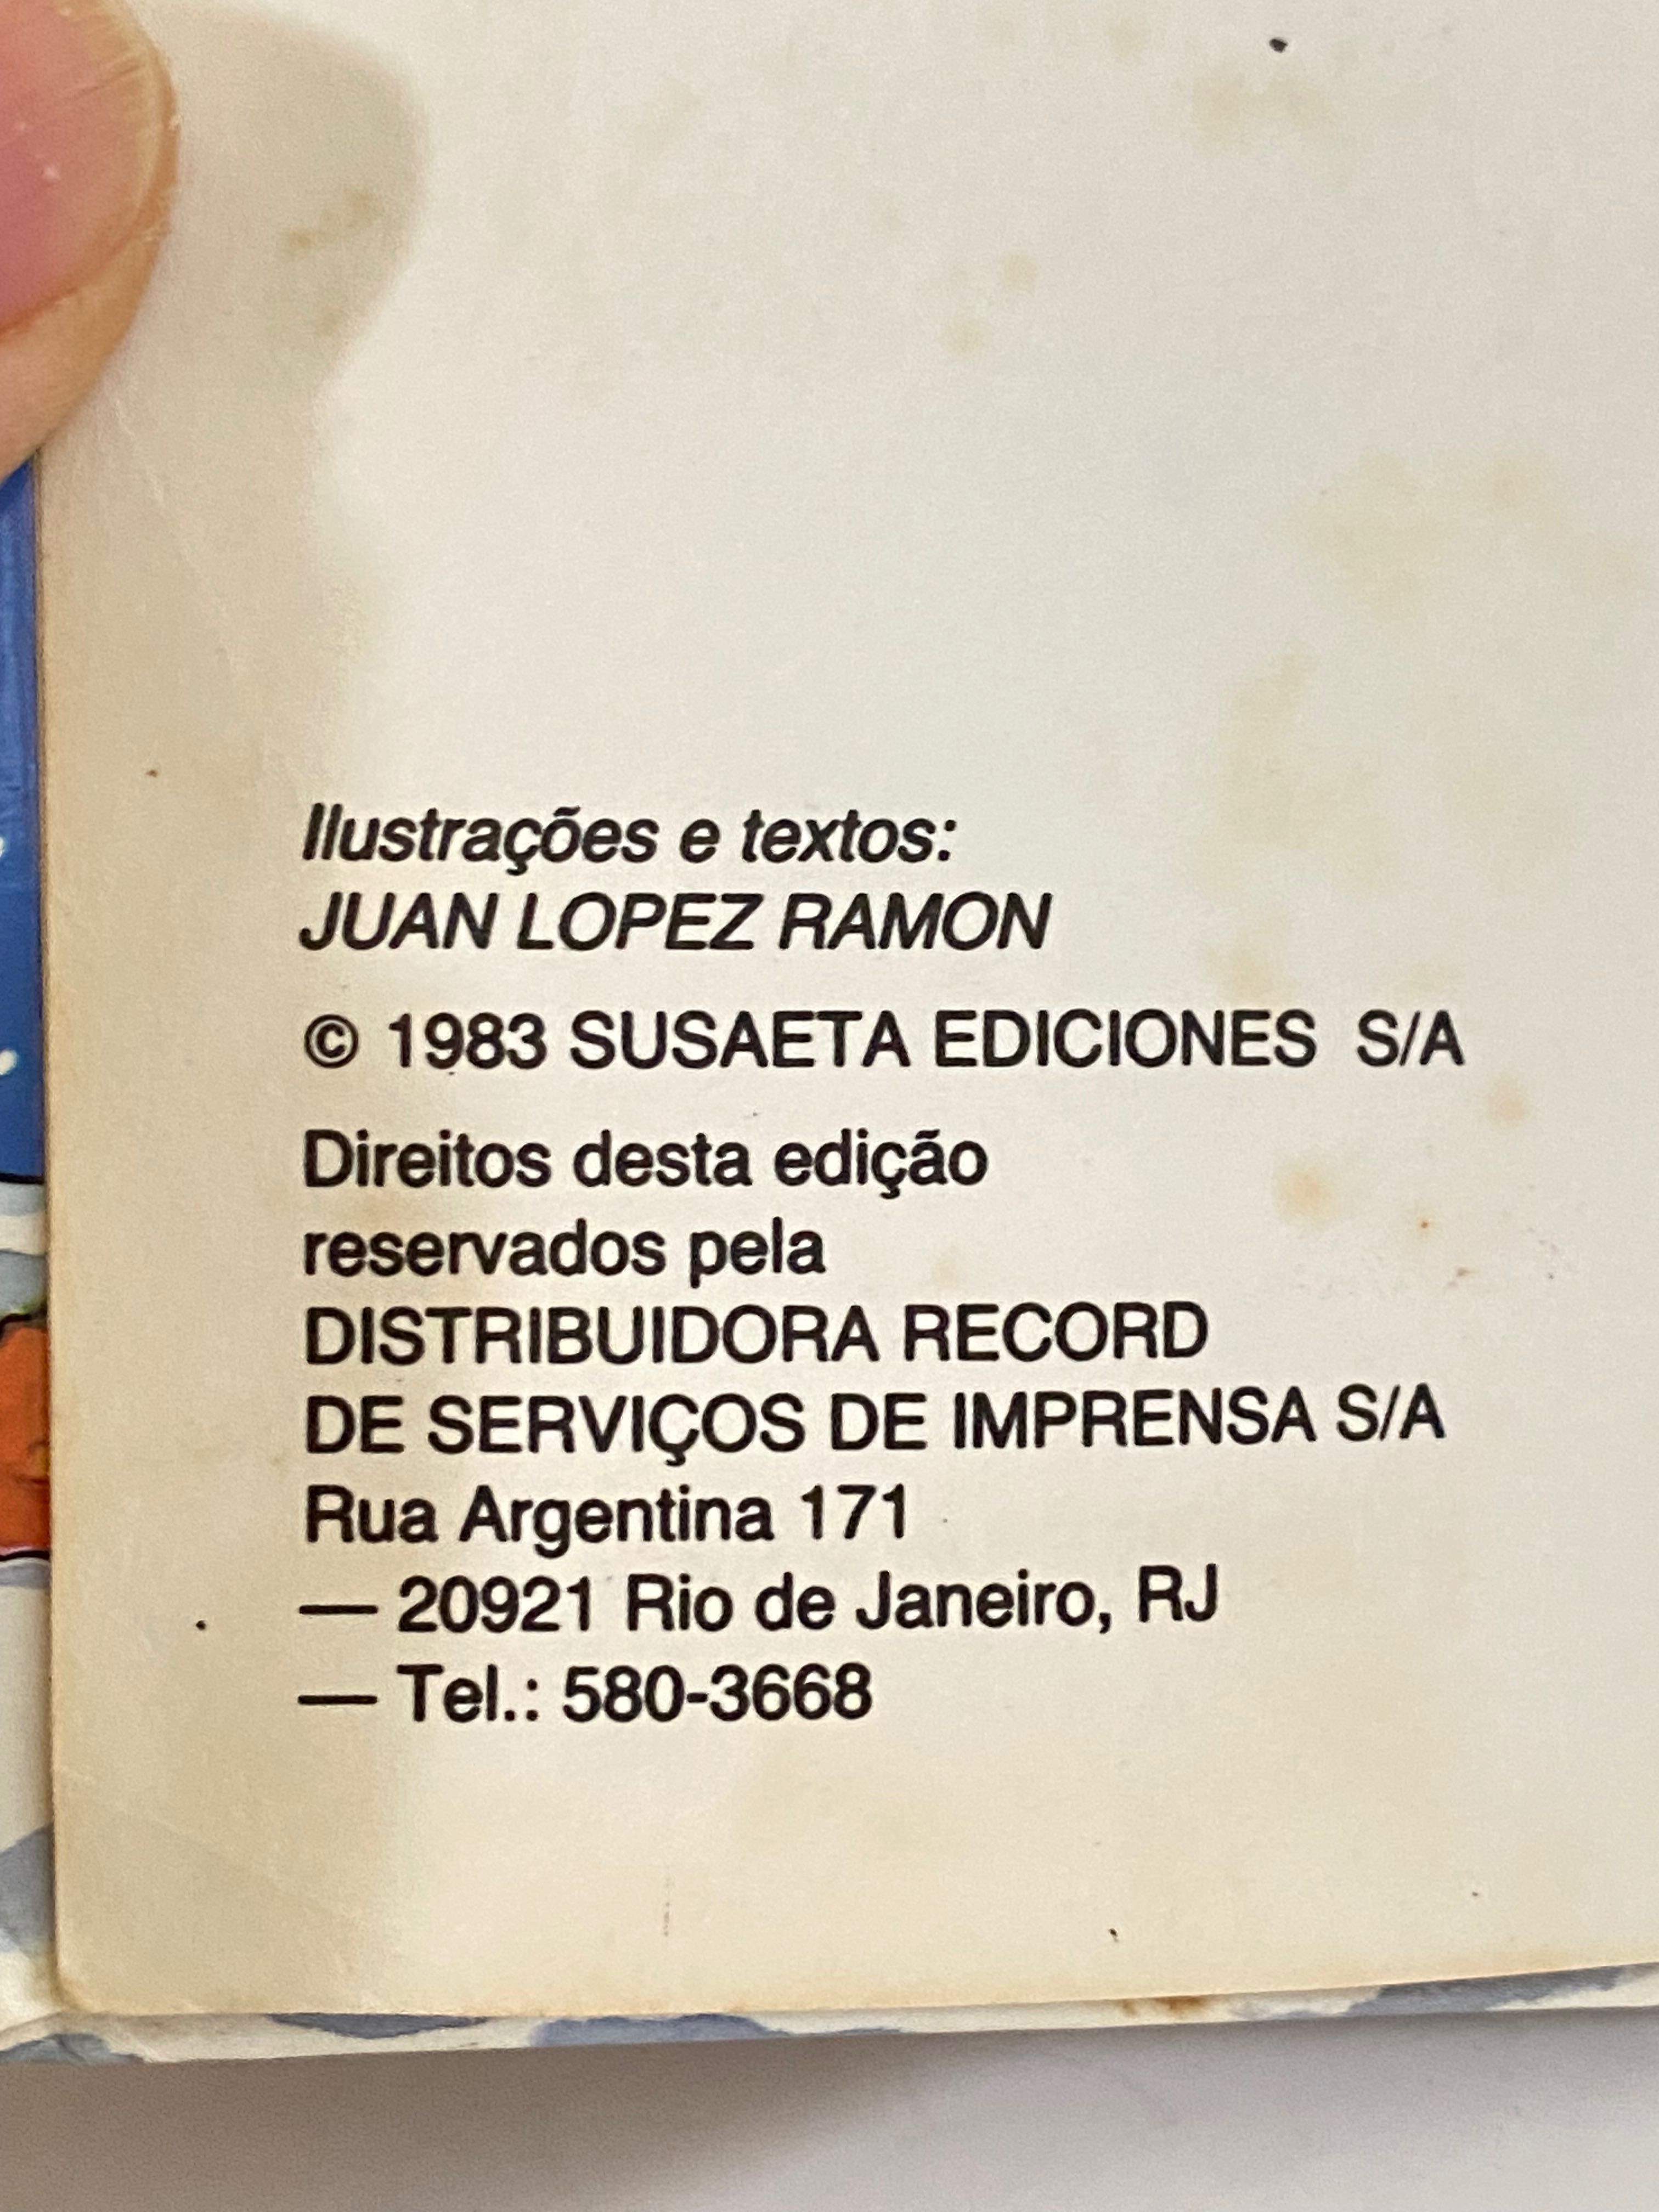 Ilustrações e textos:
JUAN LOPEZ RAMON
© 1983 SUSAETA EDICIONES S/A
Direitos desta edição
reservados pela
DISTRIBUIDORA RECORD
DE SERVIÇOS DE IMPRENSA S/A
Rua Argentina 171
— 20921 Rio de Janeiro, RJ
— Tel.: 580-3668